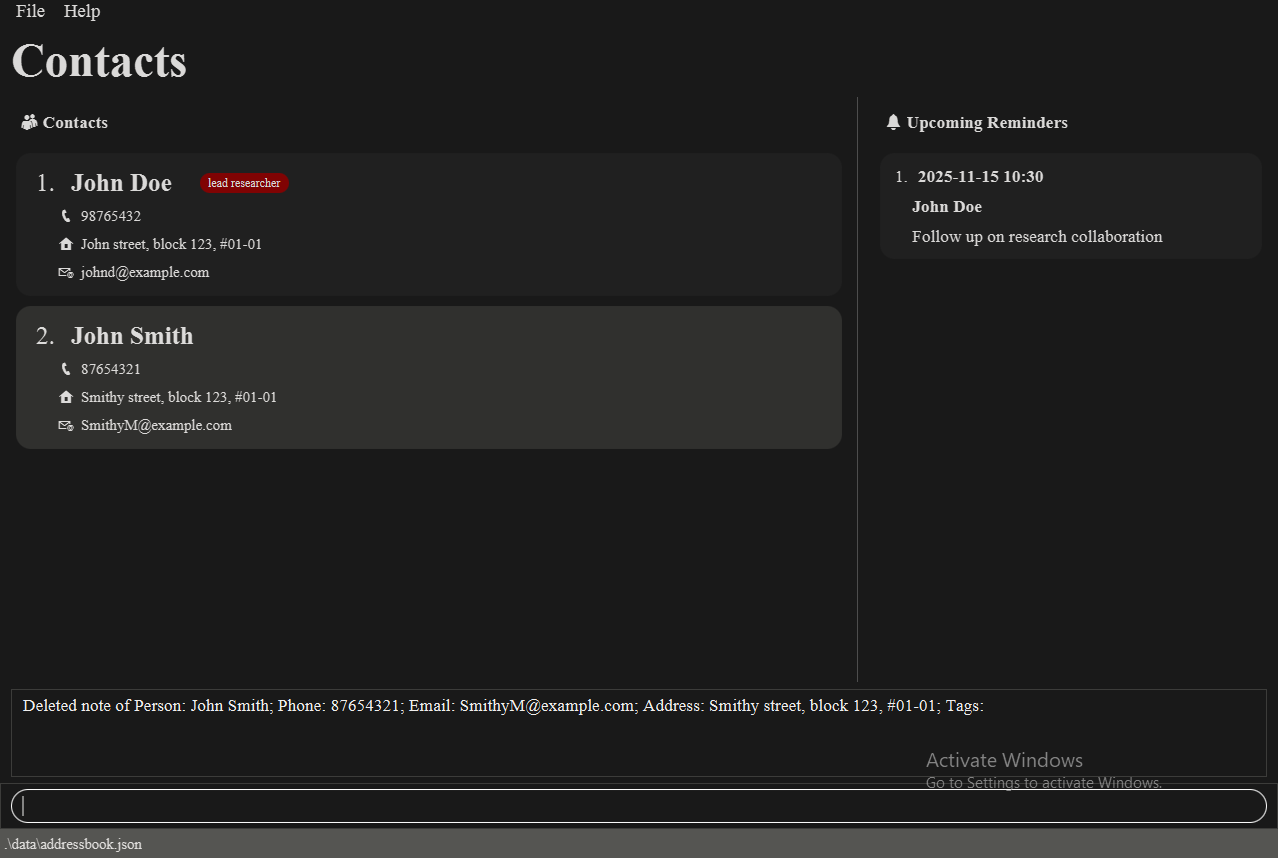 File Help
Contacts
Contacts
1. John Doe lead researcher
98765432
John street, block 123, #01-01
johnd@example.com
2. John Smith
87654321
Smithy street, block 123, #01-01
SmithyM@example.com
Upcoming Reminders
1. 2025-11-15 10:30
John Doe
Follow up on research collaboration
Deleted note of Person: John Smith; Phone: 87654321; Email: SmithyM@example.com; Address: Smithy street, block 123, #01-01; Tags:
Activate Windows
Go to Settings to activate Windows.
.\data\addressbook.json